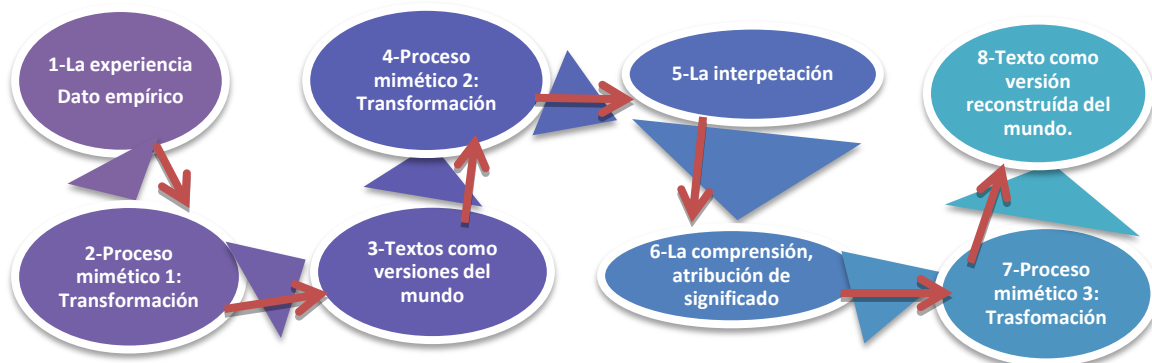 1-La experiencia
Dato empírico
2-Proceso
mimético 1:
Transformación
3-Textos como
versiones del
mundo
4-Proceso
mimético 2:
Transformación
5-La interpetación
6-La comprensión,
atribución de
significado
7-Proceso
mimético 3:
Trasfomación
8-Texto como
versión
reconstruída del
mundo.